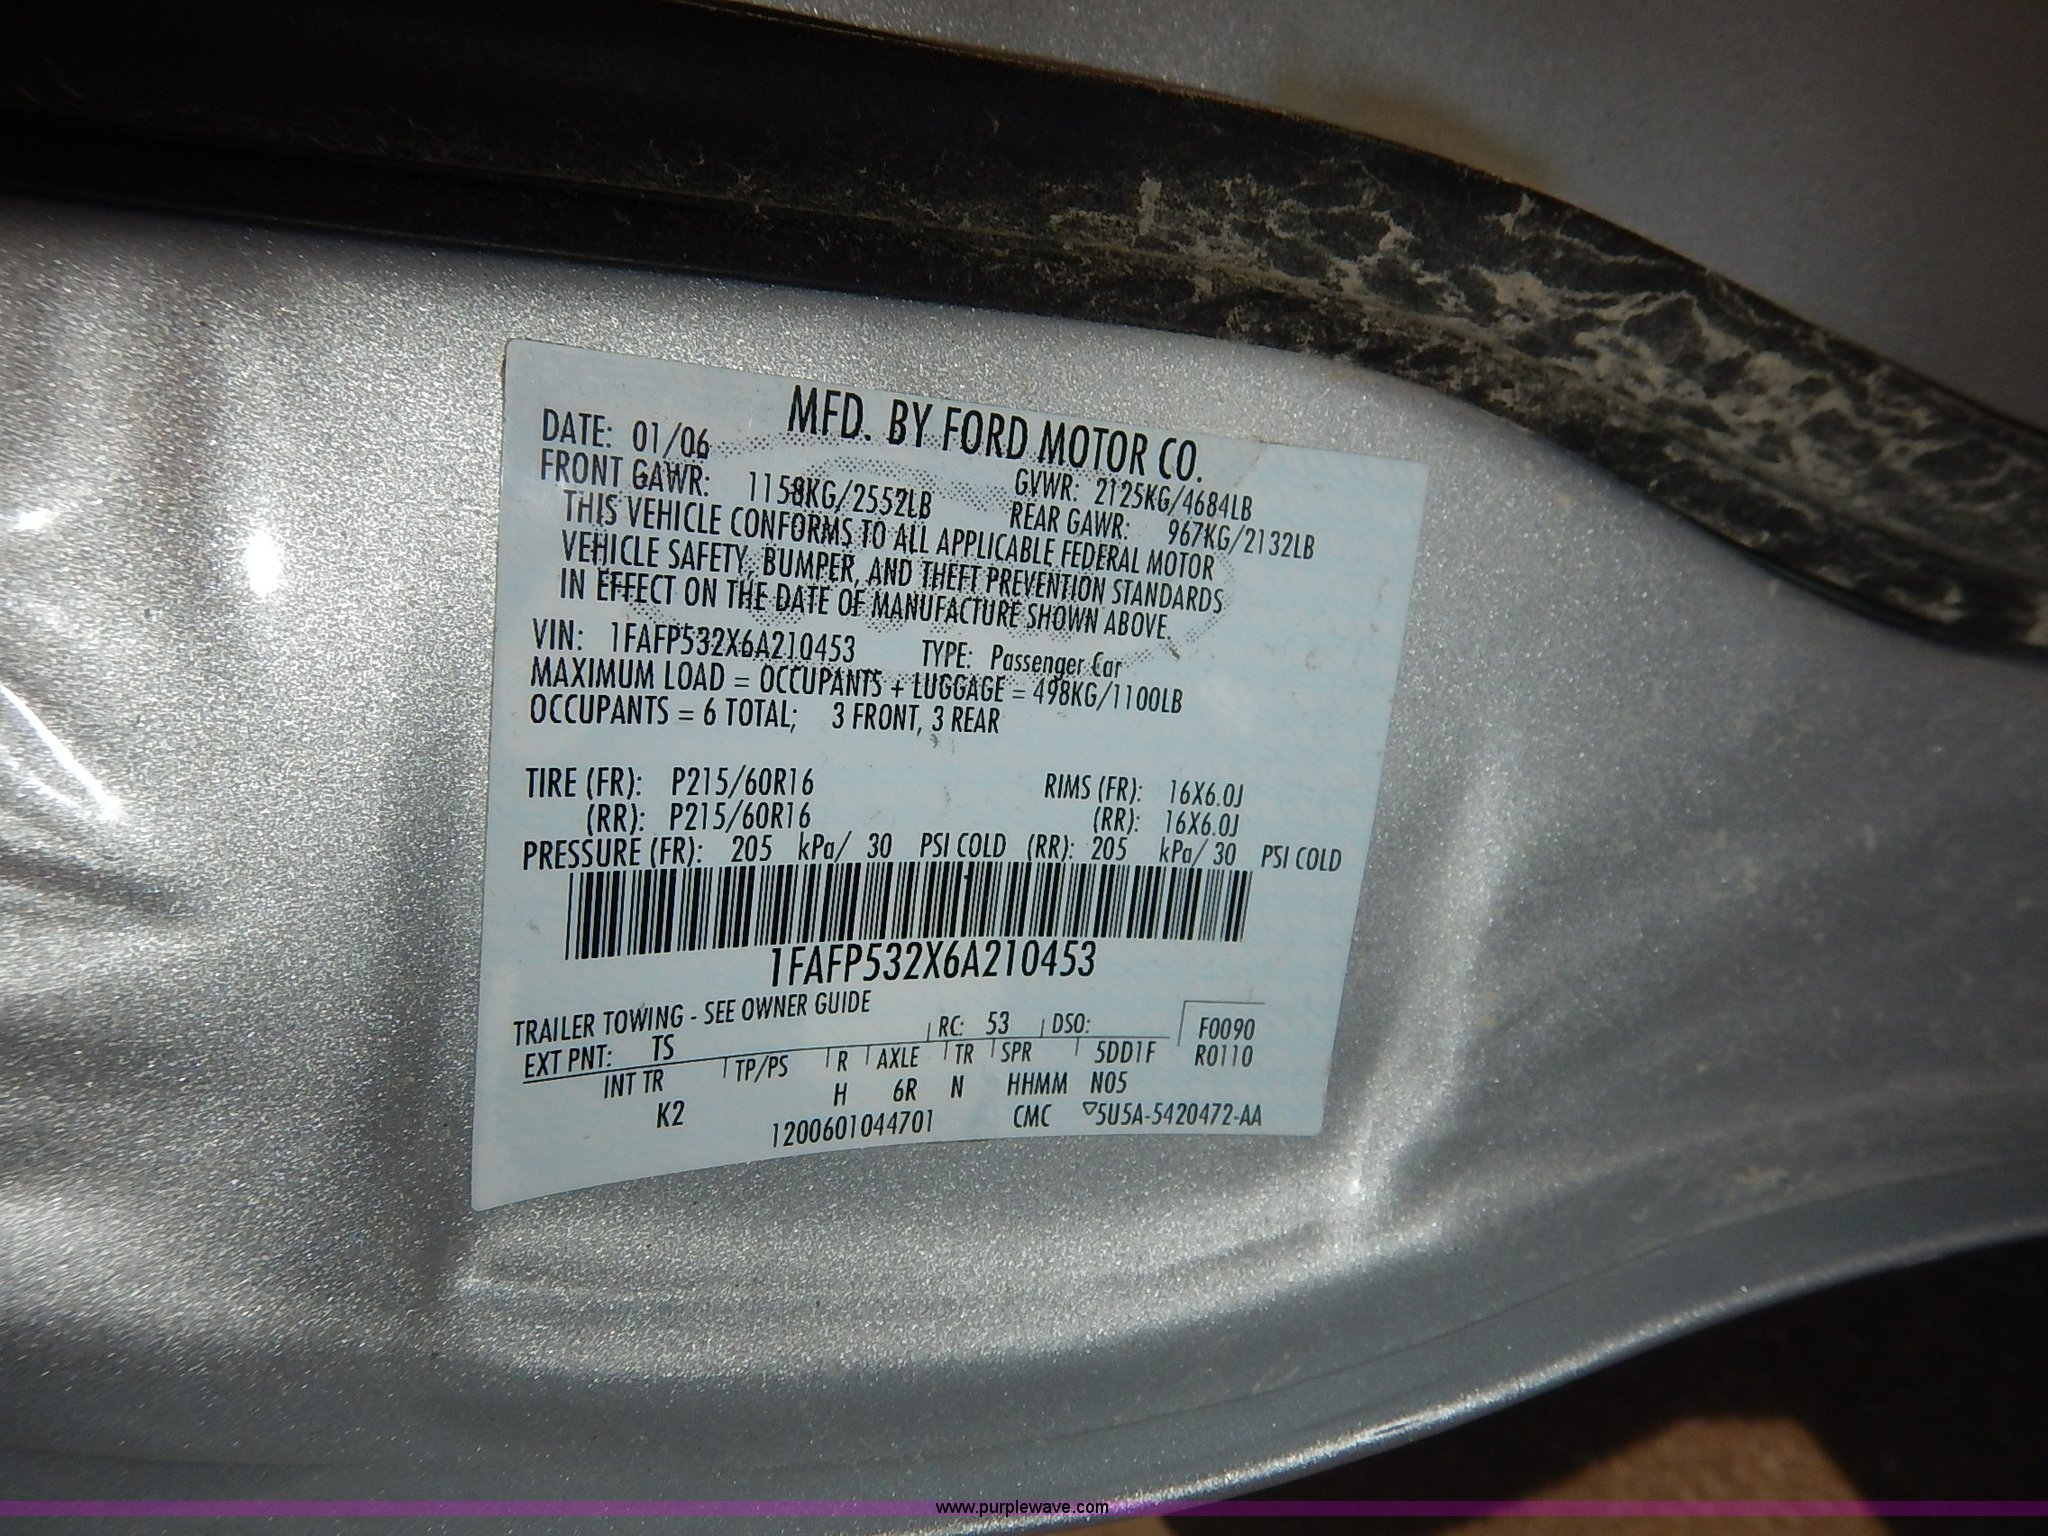 MFD. BY FORD MOTOR CO.
DATE: 01/06 GVWR: 2125KG/4684LB
FRONT GAWR: 1158KG/2552LB REAR GAWR: 967KG/2132LB
THIS VEHICLE CONFORMS TO ALL APPLICABLE FEDERAL MOTOR
VEHICLE SAFETY, BUMPER, AND THEFT PREVENTION STANDARDS
IN EFFECT ON THE DATE OF MANUFACTURE SHOWN ABOVE.
VIN: 1FAFP532X6A210453 TYPE: Passenger Car
MAXIMUM LOAD = OCCUPANTS + LUGGAGE = 498KG/1100LB
OCCUPANTS = 6 TOTAL; 3 FRONT, 3 REAR
TIRE (FR): P215/60R16 RIMS (FR): 16X6.0J
(RR): P215/60R16 (RR): 16X6.0J
PRESSURE (FR): 205 kPa/ 30 PSI COLD (RR): 205 kPa/ 30 PSI COLD
1FAFP532X6A210453
TRAILER TOWING - SEE OWNER GUIDE
EXT PNT: TS RC: 53 DSO: F0090
INT TR TP/PS R AXLE TR SPR 5DD1F R0110
K2 H 6R N HHMM N05
1200601044701 CMC ▽5U5A-5420472-AA
www.purplewave.com